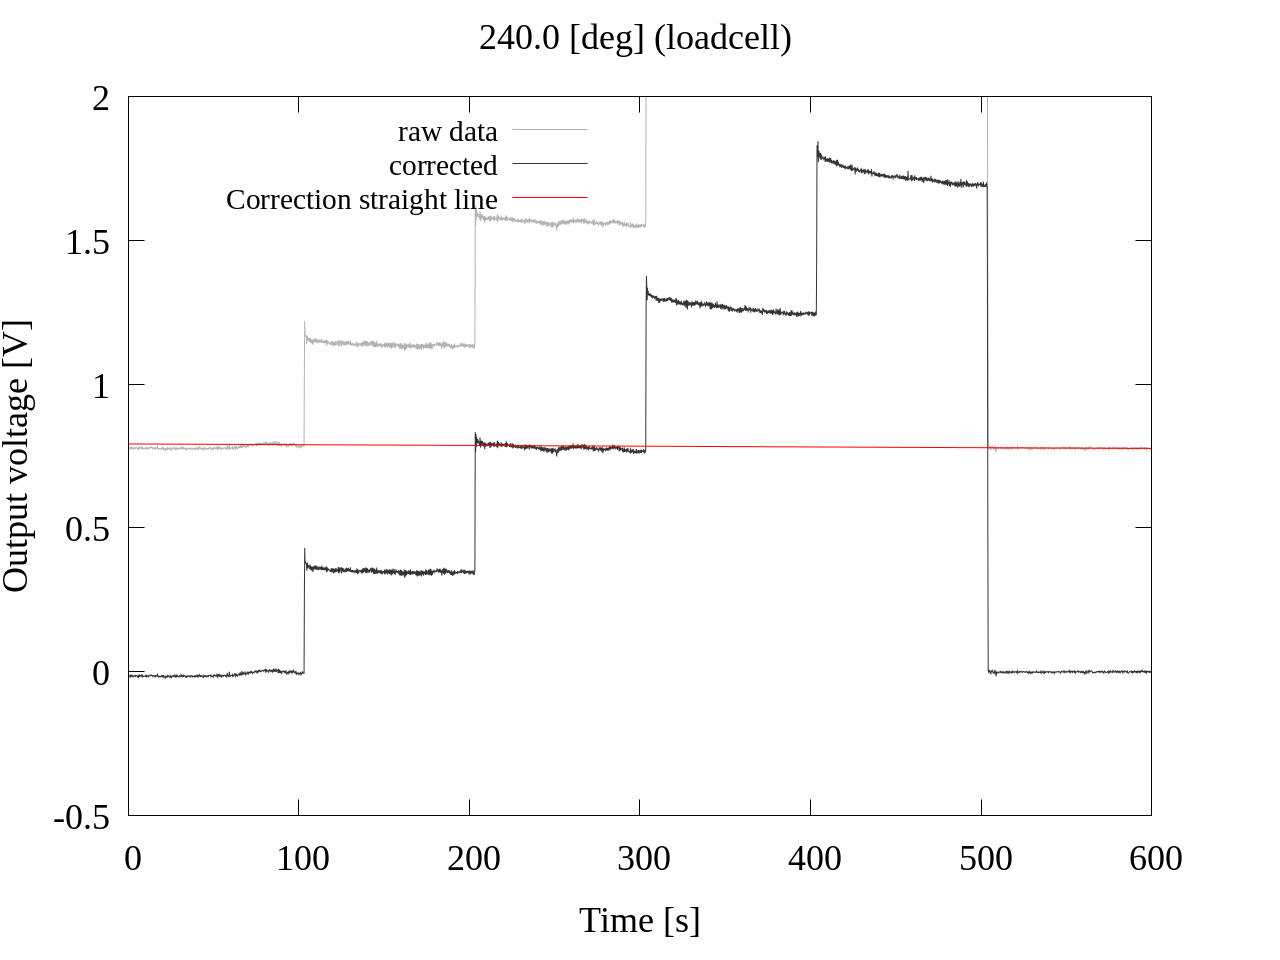 240.0 [deg] (loadcell)
raw data
corrected
Correction straight line
2
1.5
1
0.5
0
-0.5
Output voltage [V]
0 100 200 300 400 500 600
Time [s]